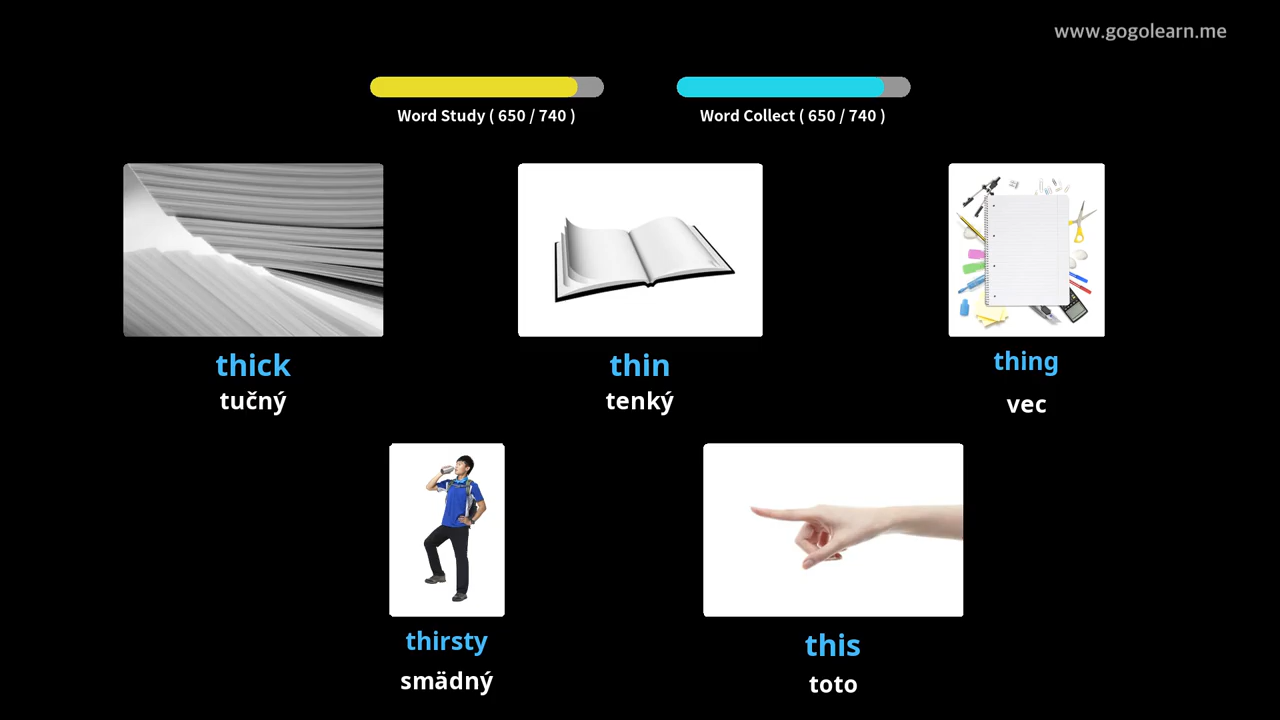 www.gogolearn.me
Word Study ( 650 / 740 )
Word Collect ( 650 / 740 )
thick
tučný
thin
tenký
thing
vec
thirsty
smädný
this
toto